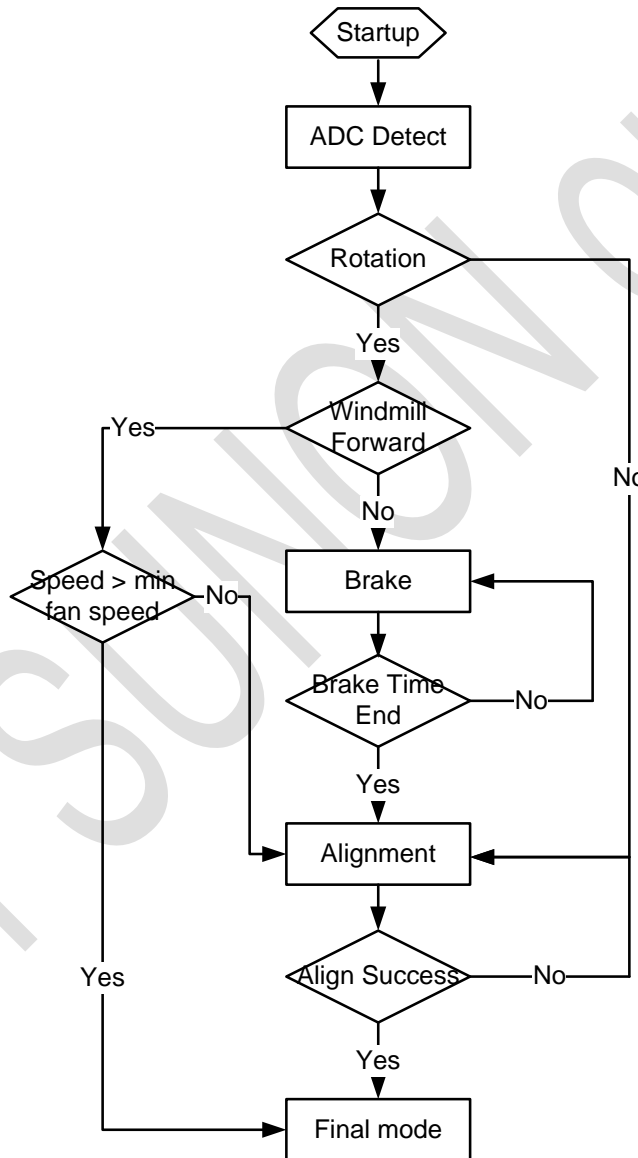 Startup
ADC Detect
Rotation
Yes
Windmill
Forward
Yes
No
No
Speed > min
fan speed
No
Brake
Brake Time
End
No
Yes
Alignment
Yes
Align Success
No
Yes
Final mode
SUNON